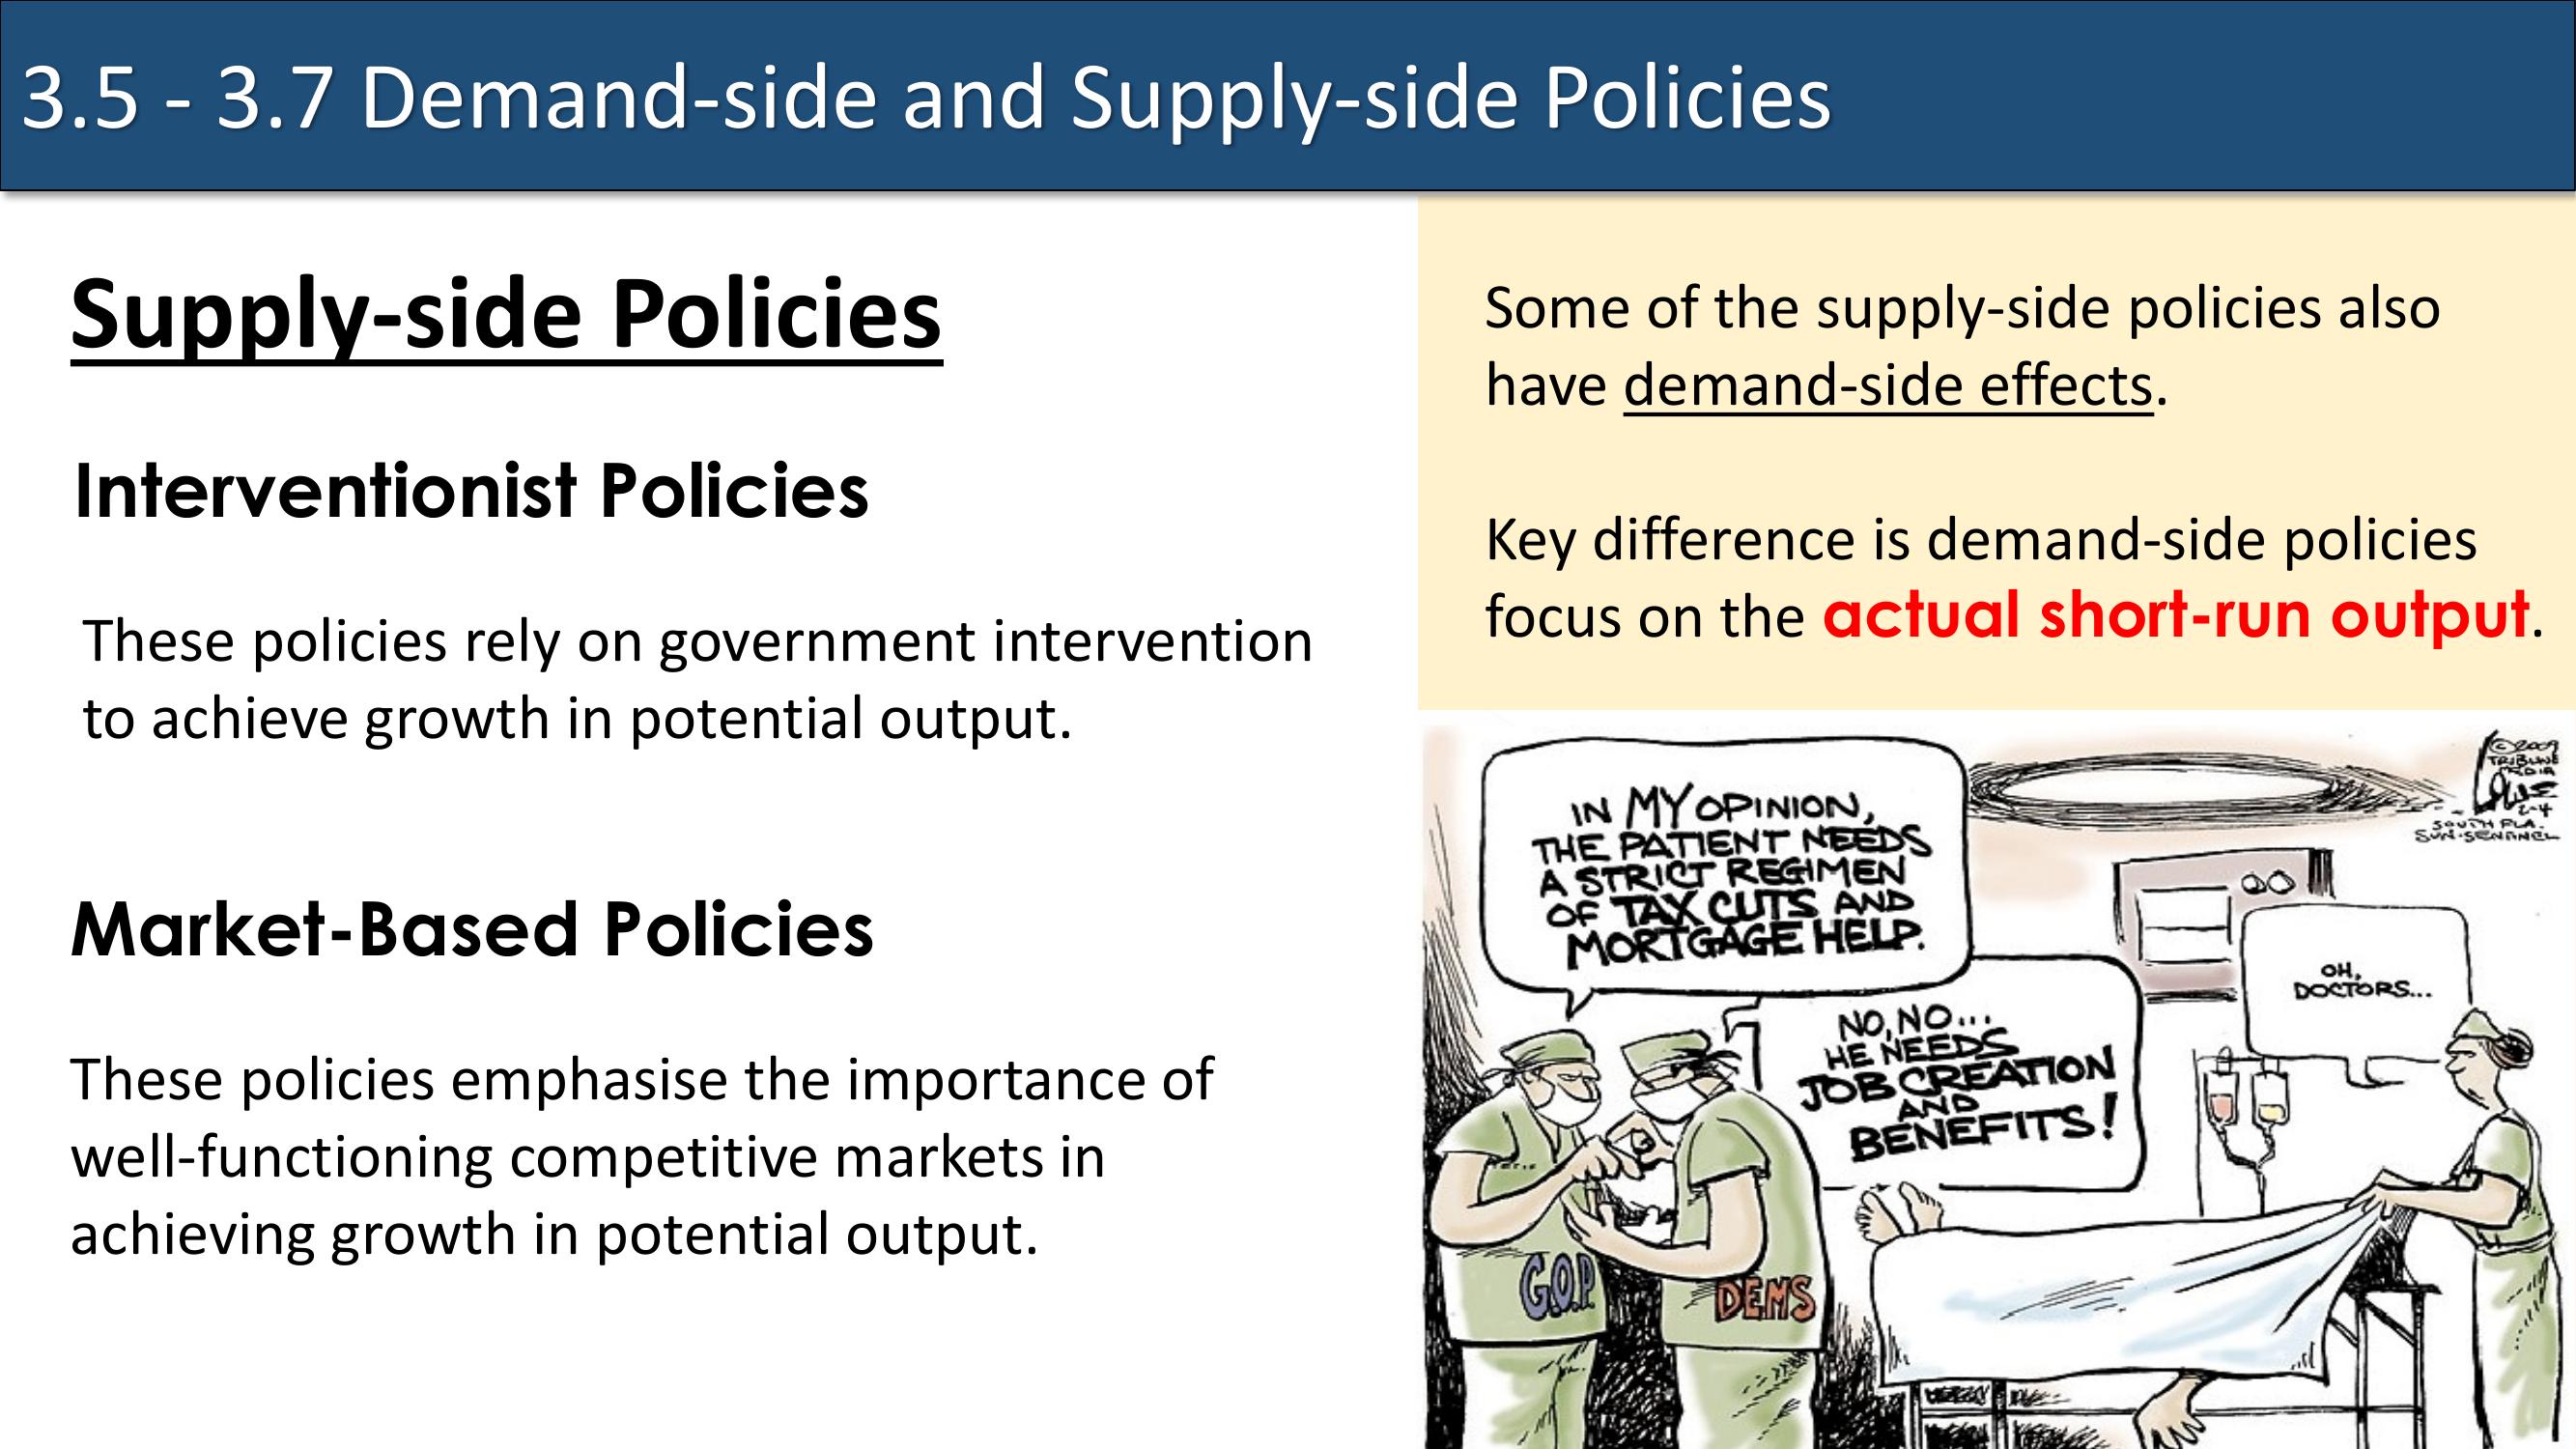 3.5 - 3.7 Demand-side and Supply-side Policies
Supply-side Policies
Interventionist Policies
These policies rely on government intervention
to achieve growth in potential output.
Market-Based Policies
These policies emphasise the importance of
well-functioning competitive markets in
achieving growth in potential output.
Some of the supply-side policies also
have demand-side effects.
Key difference is demand-side policies
focus on the actual short-run output.
IN MY OPINION,
THE PATIENT NEEDS
A STRICT REGIMEN
OF TAX CUTS AND
MORTGAGE HELP.
NO, NO...
HE NEEDS
JOB CREATION
AND
BENEFITS!
OH,
DOCTORS...
G.O.P.
DEMS
©2009
TRIBUNE
MEDIA
2-4
SOUTH FLA.
SUN-SENTINEL